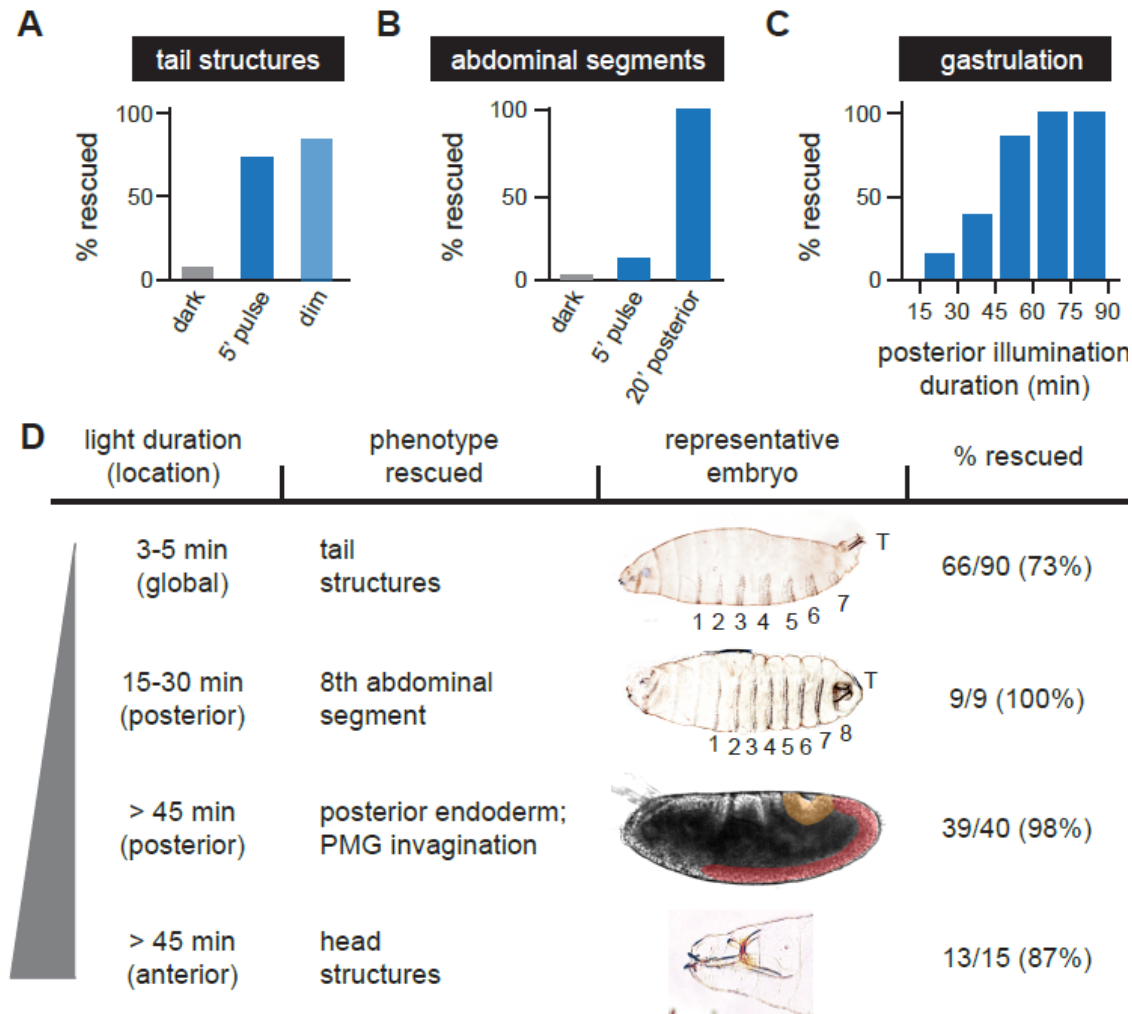 A
tail structures
% rescued
100
50
0
dark
5' pulse
dim
B
abdominal segments
% rescued
100
50
0
dark
5' pulse
20' posterior
C
gastrulation
% rescued
100
50
0
15 30 45 60 75 90
posterior illumination
duration (min)
D
light duration
(location)
phenotype
rescued
representative
embryo
% rescued
3-5 min
(global)
tail
structures
T
1 2 3 4 5 6 7
66/90 (73%)
15-30 min
(posterior)
8th abdominal
segment
T
1 2 3 4 5 6 7 8
9/9 (100%)
> 45 min
(posterior)
posterior endoderm;
PMG invagination
39/40 (98%)
> 45 min
(anterior)
head
structures
13/15 (87%)